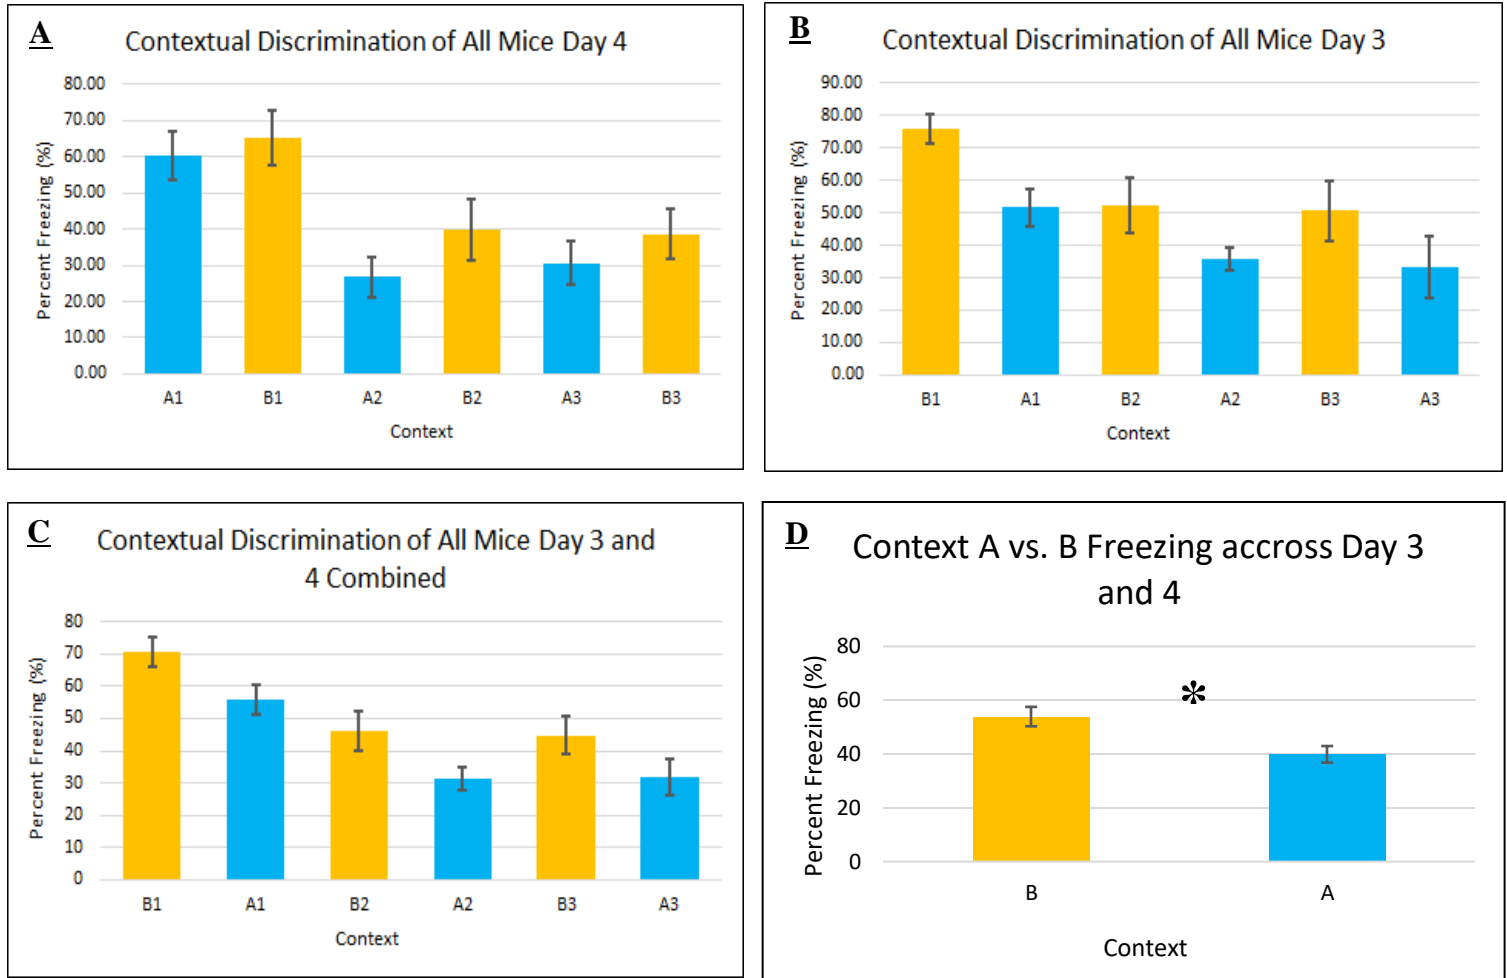 A
Contextual Discrimination of All Mice Day 4
80.00
70.00
60.00
50.00
40.00
30.00
20.00
10.00
0.00
Percent Freezing (%)
A1 B1 A2 B2 A3 B3
Context
B
Contextual Discrimination of All Mice Day 3
90.00
80.00
70.00
60.00
50.00
40.00
30.00
20.00
10.00
0.00
Percent Freezing (%)
B1 A1 B2 A2 B3 A3
Context
C
Contextual Discrimination of All Mice Day 3 and
4 Combined
80
70
60
50
40
30
20
10
0
Percent Freezing (%)
B1 A1 B2 A2 B3 A3
Context
D
Context A vs. B Freezing accross Day 3
and 4
80
60
40
20
0
Percent Freezing (%)
*
B A
Context